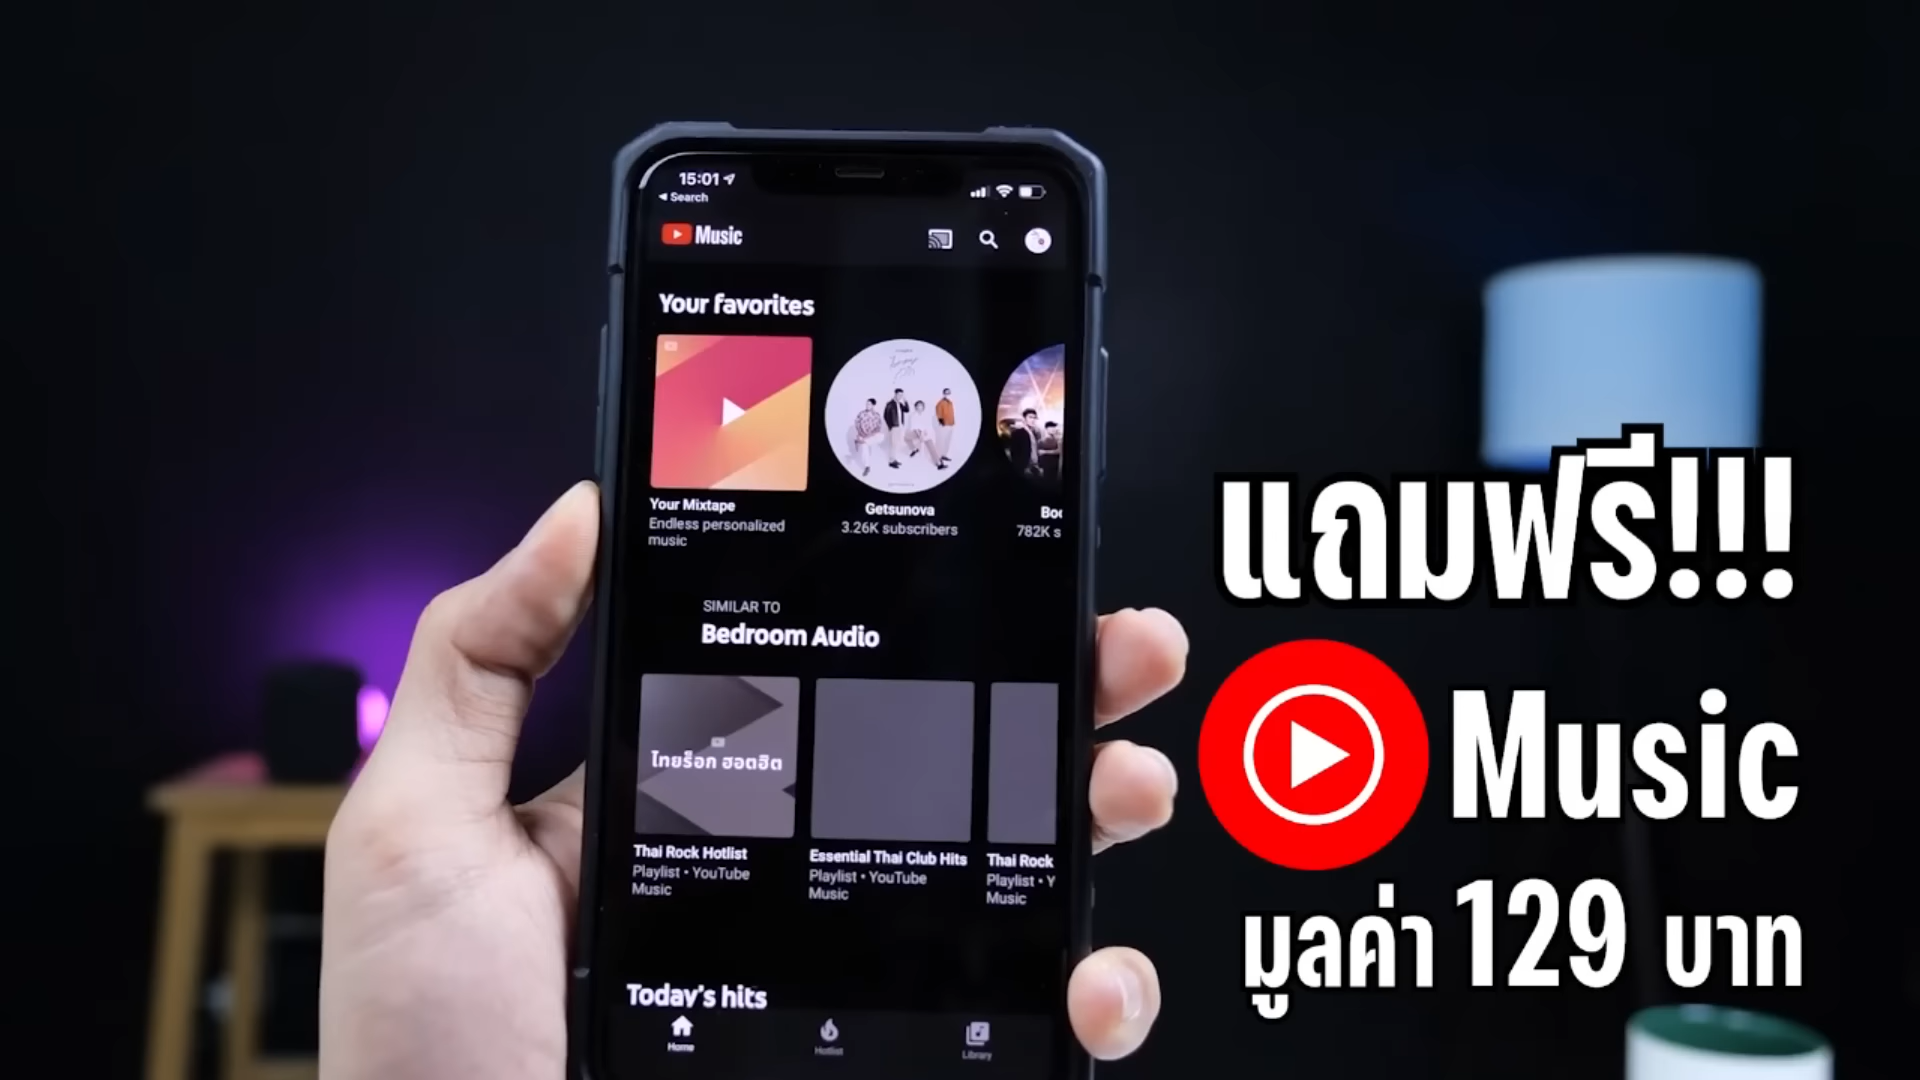 15:01
Search
Music
Your favorites
Your Mixtape
Endless personalized
music
Getsunova
3.26K subscribers
782K s
SIMILAR TO
Bedroom Audio
ไทยร็อก ฮอตฮิต
Thai Rock Hotlist
Playlist • YouTube
Music
Essential Thai Club Hits
Playlist • YouTube
Music
Thai Rock
Playlist • Y
Music
Today's hits
Home
Hotlist
Library
แถมฟรี!!!
Music
มูลค่า 129 บาท